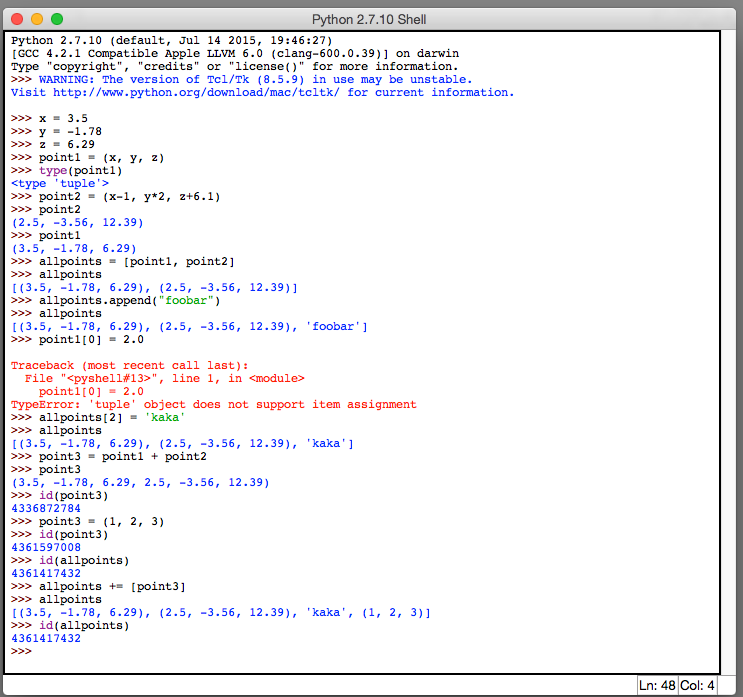 Python 2.7.10 Shell
Python 2.7.10 (default, Jul 14 2015, 19:46:27)
[GCC 4.2.1 Compatible Apple LLVM 6.0 (clang-600.0.39)] on darwin
Type "copyright", "credits" or "license()" for more information.
>>> WARNING: The version of Tcl/Tk (8.5.9) in use may be unstable.
Visit http://www.python.org/download/mac/tcltk/ for current information.

>>> x = 3.5
>>> y = -1.78
>>> z = 6.29
>>> point1 = (x, y, z)
>>> type(point1)
<type 'tuple'>
>>> point2 = (x-1, y*2, z+6.1)
>>> point2
(2.5, -3.56, 12.39)
>>> point1
(3.5, -1.78, 6.29)
>>> allpoints = [point1, point2]
>>> allpoints
[(3.5, -1.78, 6.29), (2.5, -3.56, 12.39)]
>>> allpoints.append("foobar")
>>> allpoints
[(3.5, -1.78, 6.29), (2.5, -3.56, 12.39), 'foobar']
>>> point1[0] = 2.0

Traceback (most recent call last):
  File "<pyshell#13>", line 1, in <module>
    point1[0] = 2.0
TypeError: 'tuple' object does not support item assignment
>>> allpoints[2] = 'kaka'
>>> allpoints
[(3.5, -1.78, 6.29), (2.5, -3.56, 12.39), 'kaka']
>>> point3 = point1 + point2
>>> point3
(3.5, -1.78, 6.29, 2.5, -3.56, 12.39)
>>> id(point3)
4336872784
>>> point3 = (1, 2, 3)
>>> id(point3)
4361597008
>>> id(allpoints)
4361417432
>>> allpoints += [point3]
>>> allpoints
[(3.5, -1.78, 6.29), (2.5, -3.56, 12.39), 'kaka', (1, 2, 3)]
>>> id(allpoints)
4361417432
>>>
Ln: 48 Col: 4